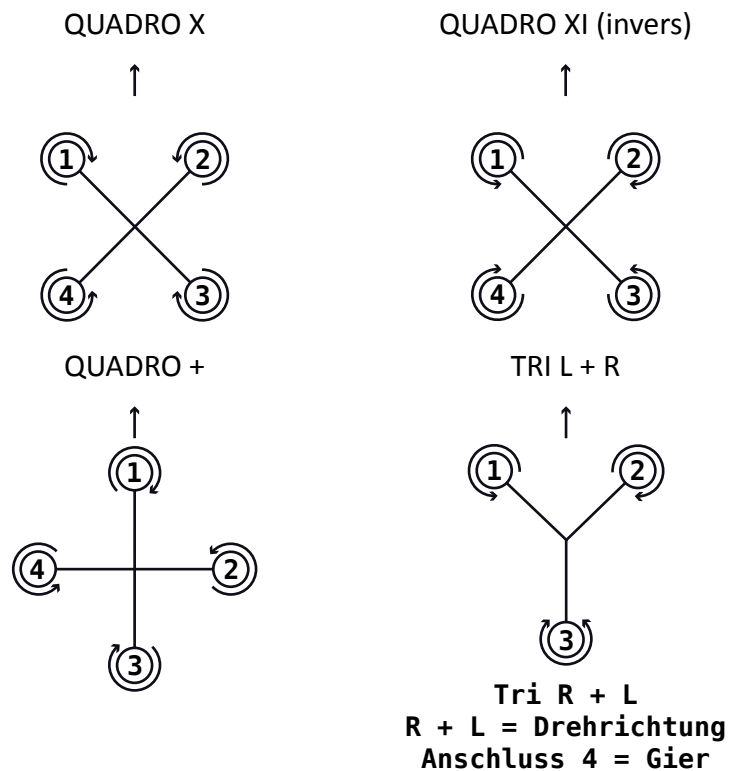 QUADRO X
QUADRO XI (invers)
1
2
1
2
4
3
4
3
QUADRO +
TRI L + R
1
1
2
4
2
3
3
Tri R + L
R + L = Drehrichtung
Anschluss 4 = Gier